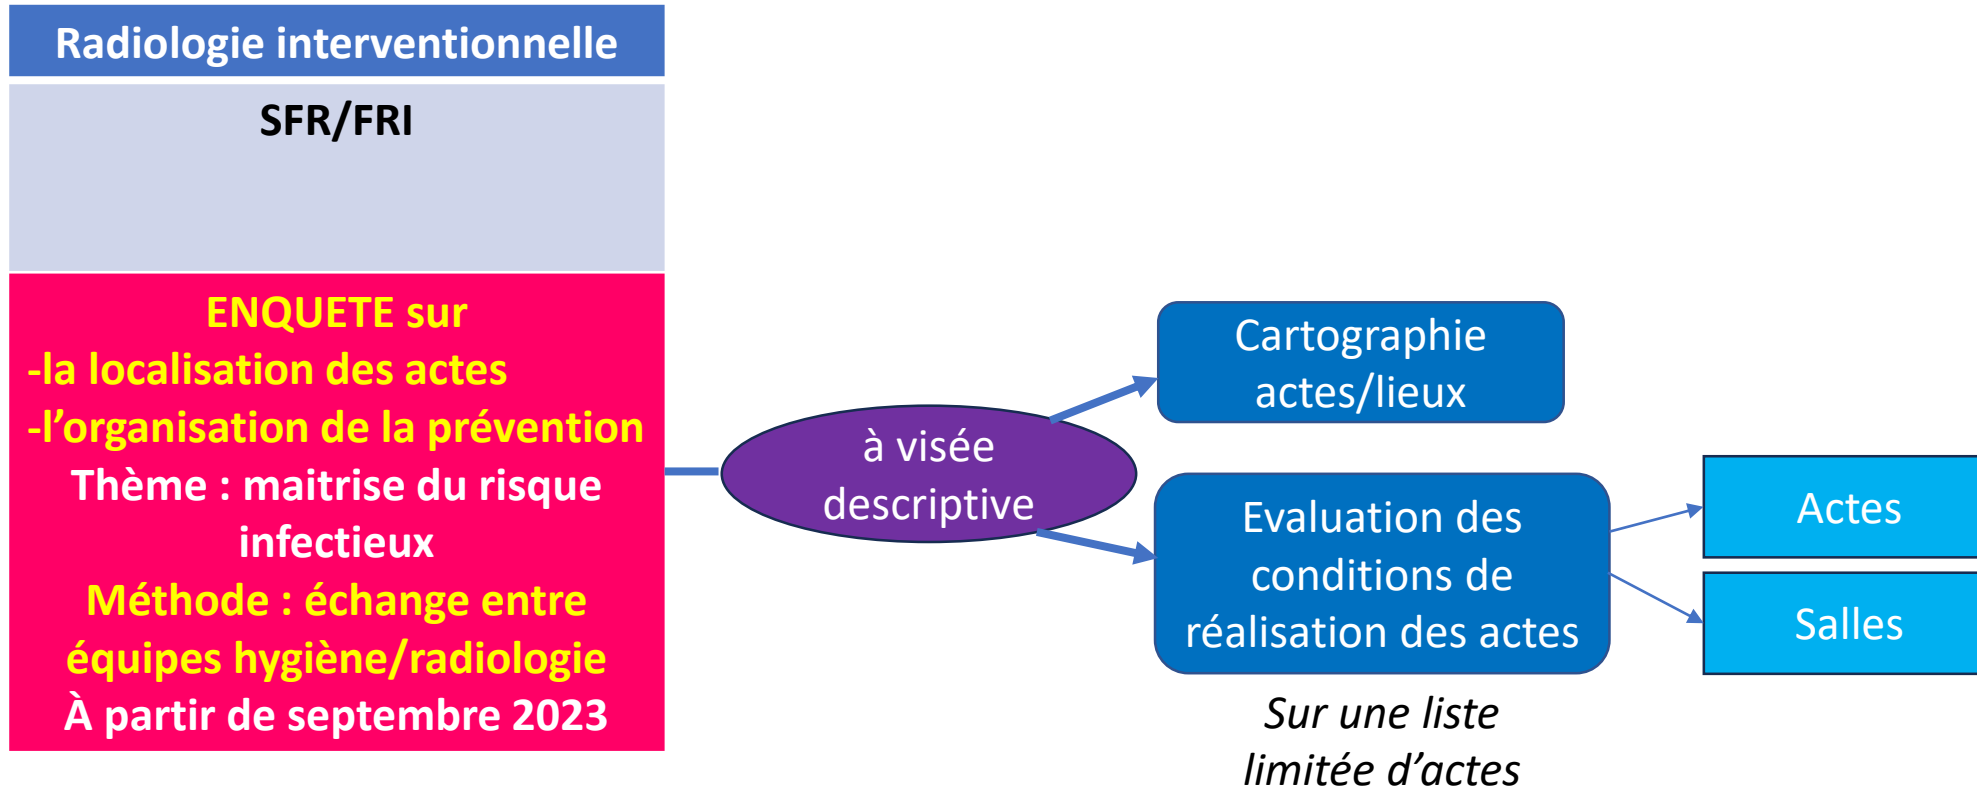 Radiologie interventionnelle
SFR/FRI
ENQUETE sur
-la localisation des actes
-l’organisation de la prévention
Thème : maitrise du risque
infectieux
Méthode : échange entre
équipes hygiène/radiologie
À partir de septembre 2023
à visée
descriptive
Cartographie
actes/lieux
Evaluation des
conditions de
réalisation des actes
Sur une liste
limitée d’actes
Actes
Salles